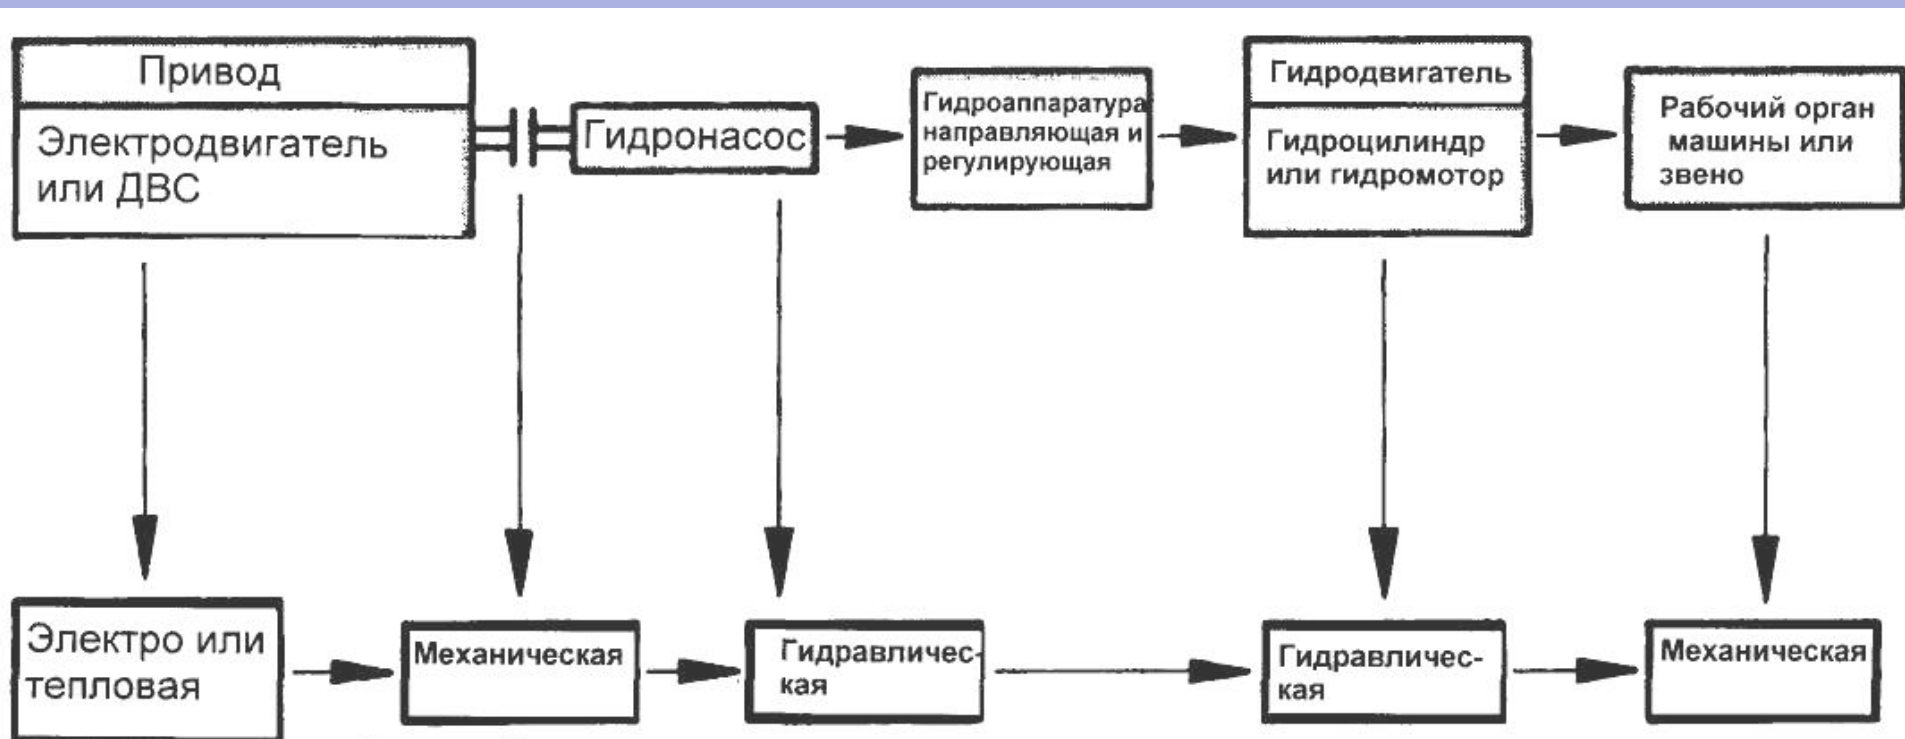 Привод
Электродвигатель
или ДВС
Гидронасос
Гидроаппаратура
направляющая и
регулирующая
Гидродвигатель
Гидроцилиндр
или гидромотор
Рабочий орган
машины или
звено
Электро или
тепловая
Механическая
Гидравличес-
кая
Гидравличес-
кая
Механическая